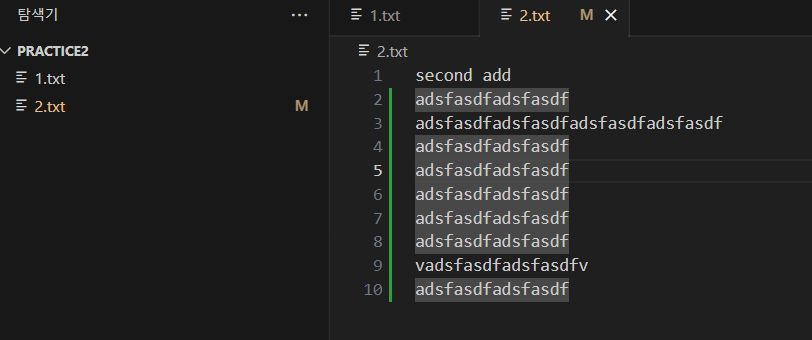 탐색기 ···
PRACTICE2
1.txt
2.txt M
1.txt 2.txt M
2.txt
1 second add
2 adsfasdfadsfasdf
3 adsfasdfadsfasdfadsfasdfadsfasdf
4 adsfasdfadsfasdf
5 adsfasdfadsfasdf
6 adsfasdfadsfasdf
7 adsfasdfadsfasdf
8 adsfasdfadsfasdf
9 vadsfasdfadsfasdfv
10 adsfasdfadsfasdf